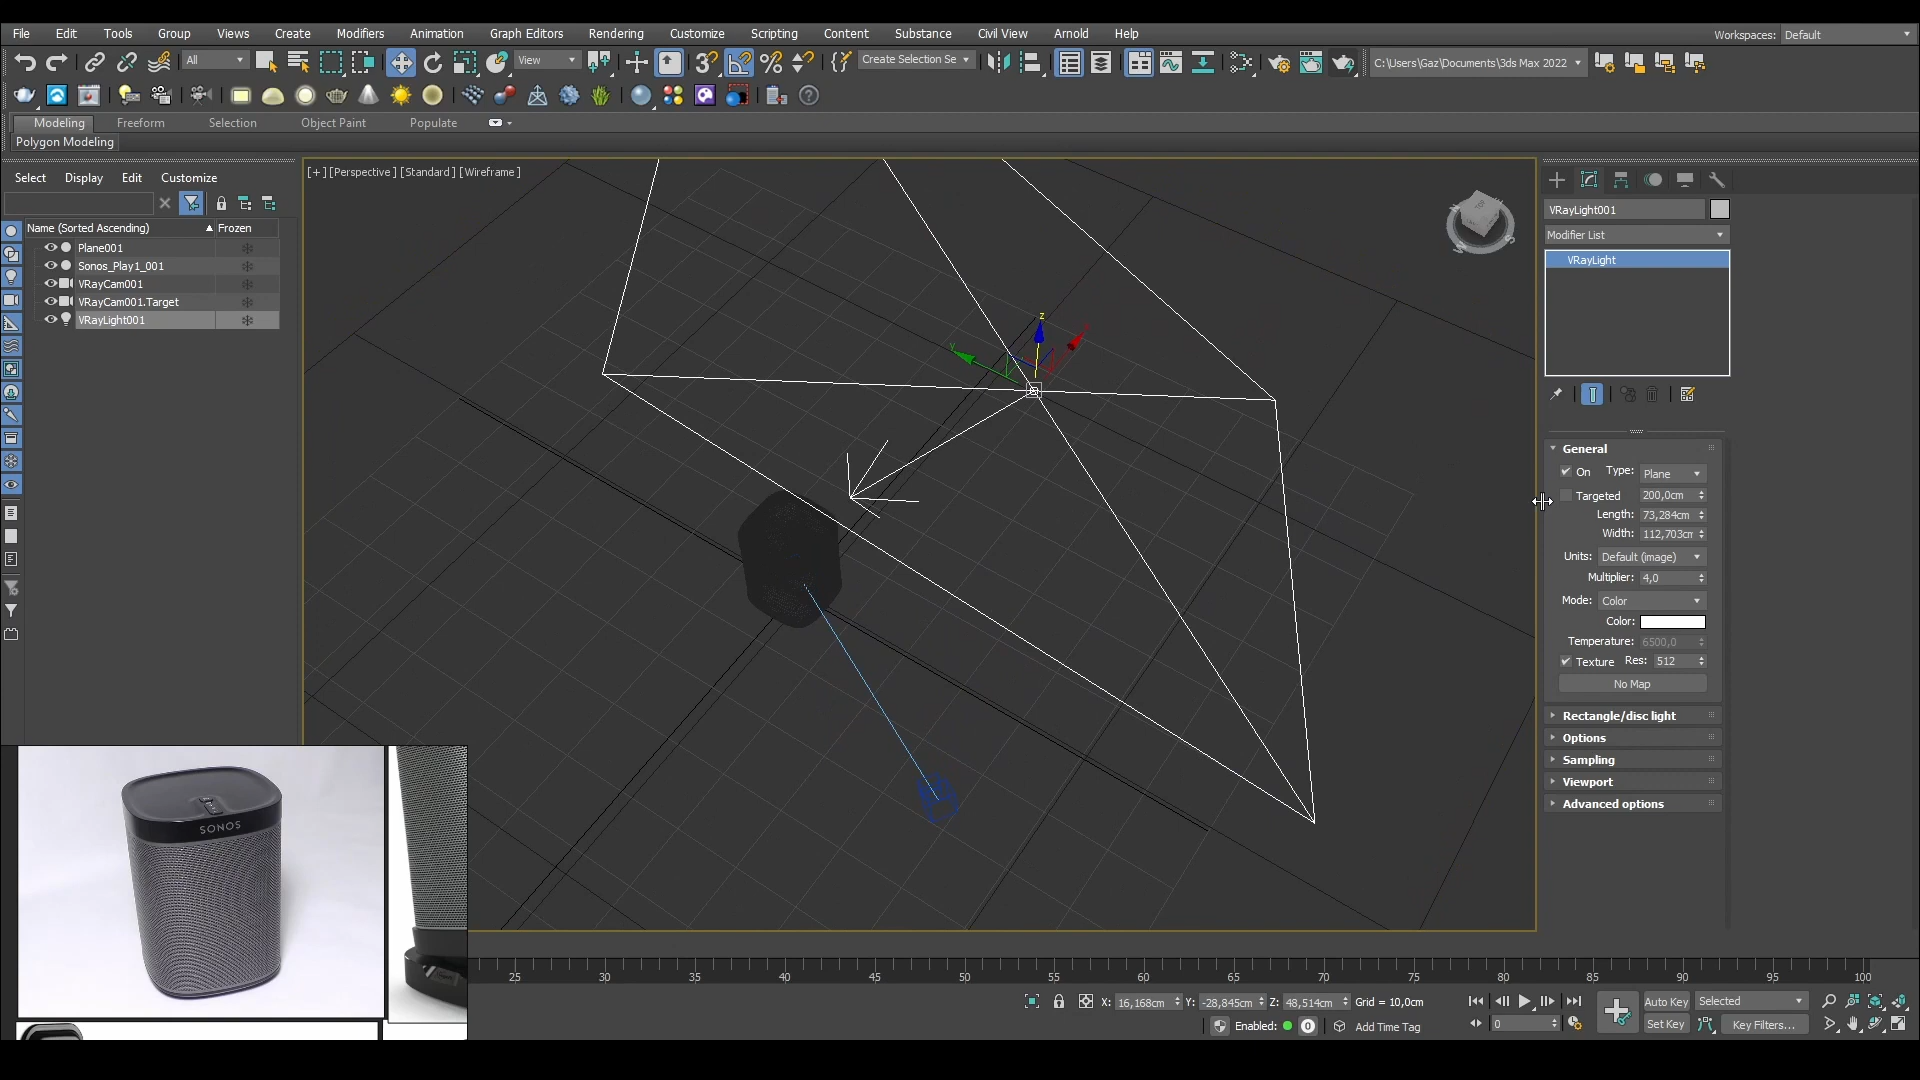 File Edit Tools Group Views Create Modifiers Animation Graph Editors Rendering Customize Scripting Content Substance Civil View Arnold Help Workspaces: Default
All View Create Selection Se C:\Users\Gaz\Documents\3ds Max 2022
Modeling Freeform Selection Object Paint Populate
Polygon Modeling
Select Display Edit Customize
Name (Sorted Ascending) Frozen
Plane001
Sonos_Play1_001
VRayCam001
VRayCam001.Target
VRayLight001
[+] [Perspective] [Standard] [Wireframe]
TOP
W S
z
y
VRayLight001
Modifier List
VRayLight
General
On Type: Plane
Targeted 200,0cm
Length: 73,284cm
Width: 112,703cm
Units: Default (image)
Multiplier: 4,0
Mode: Color
Color:
Temperature: 6500,0
Texture Res: 512
No Map
Rectangle/disc light
Options
Sampling
Viewport
Advanced options
SONOS
25 30 35 40 45 50 55 60 65 70 75 80 85 90 95 100
X: 16,168cm Y: -28,845cm Z: 48,514cm Grid = 10,0cm
Enabled: 0 Add Time Tag
0
Auto Key Selected
Set Key Key Filters...